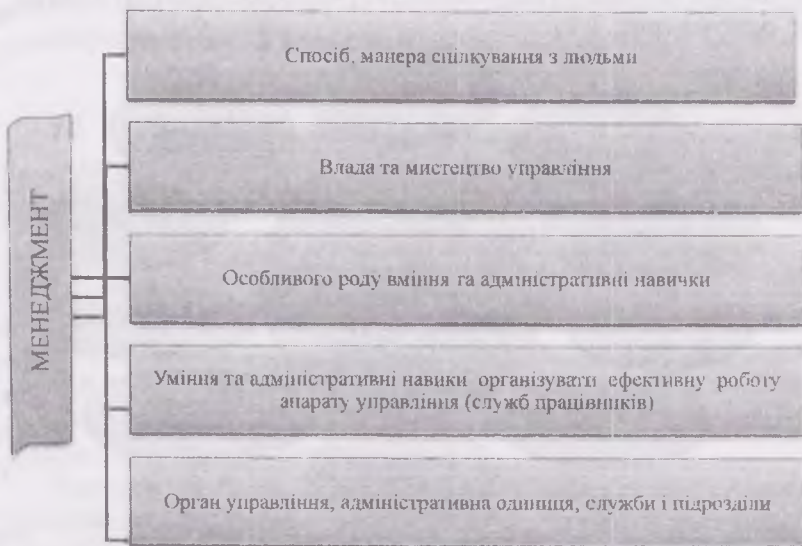 МЕНЕДЖМЕНТ
Спосіб, манера спілкування з людьми
Влада та мистецтво управління
Особливого роду вміння та адміністративні навички
Уміння та адміністративні навики організувати ефективну роботу
апарату управління (служб працівників)
Орган управління, адміністративна одиниця, служби і підрозділи